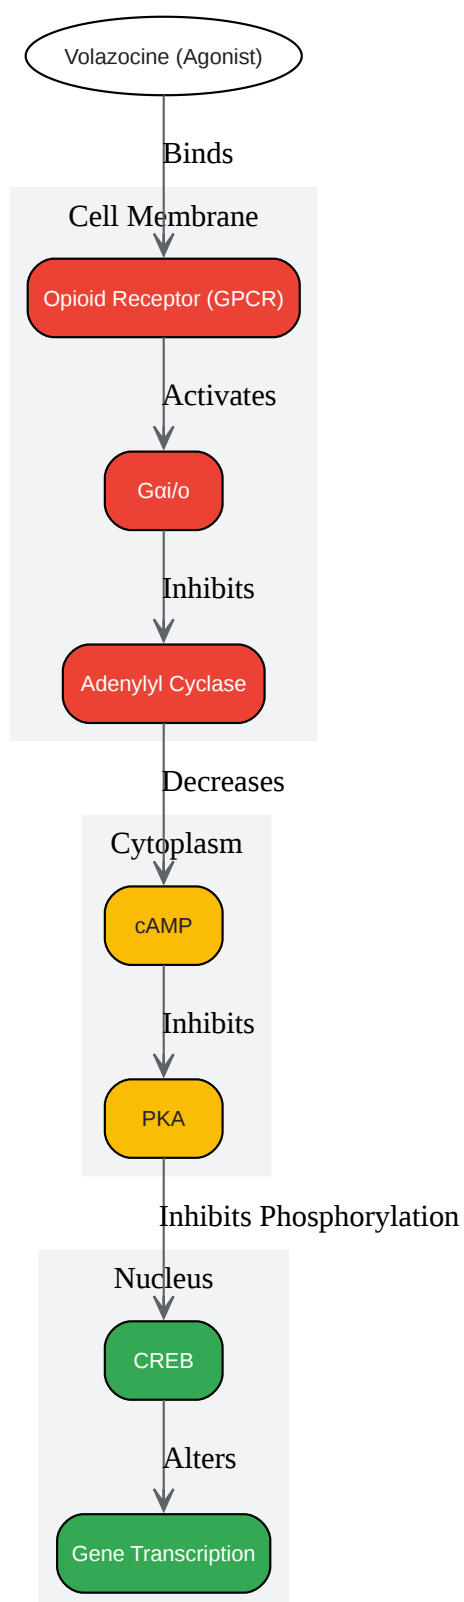 Volazocine (Agonist)
Binds
Cell Membrane
Opioid Receptor (GPCR)
Activates
Gαi/o
Inhibits
Adenylyl Cyclase
Decreases
Cytoplasm
cAMP
Inhibits
PKA
Inhibits Phosphorylation
Nucleus
CREB
Alters
Gene Transcription